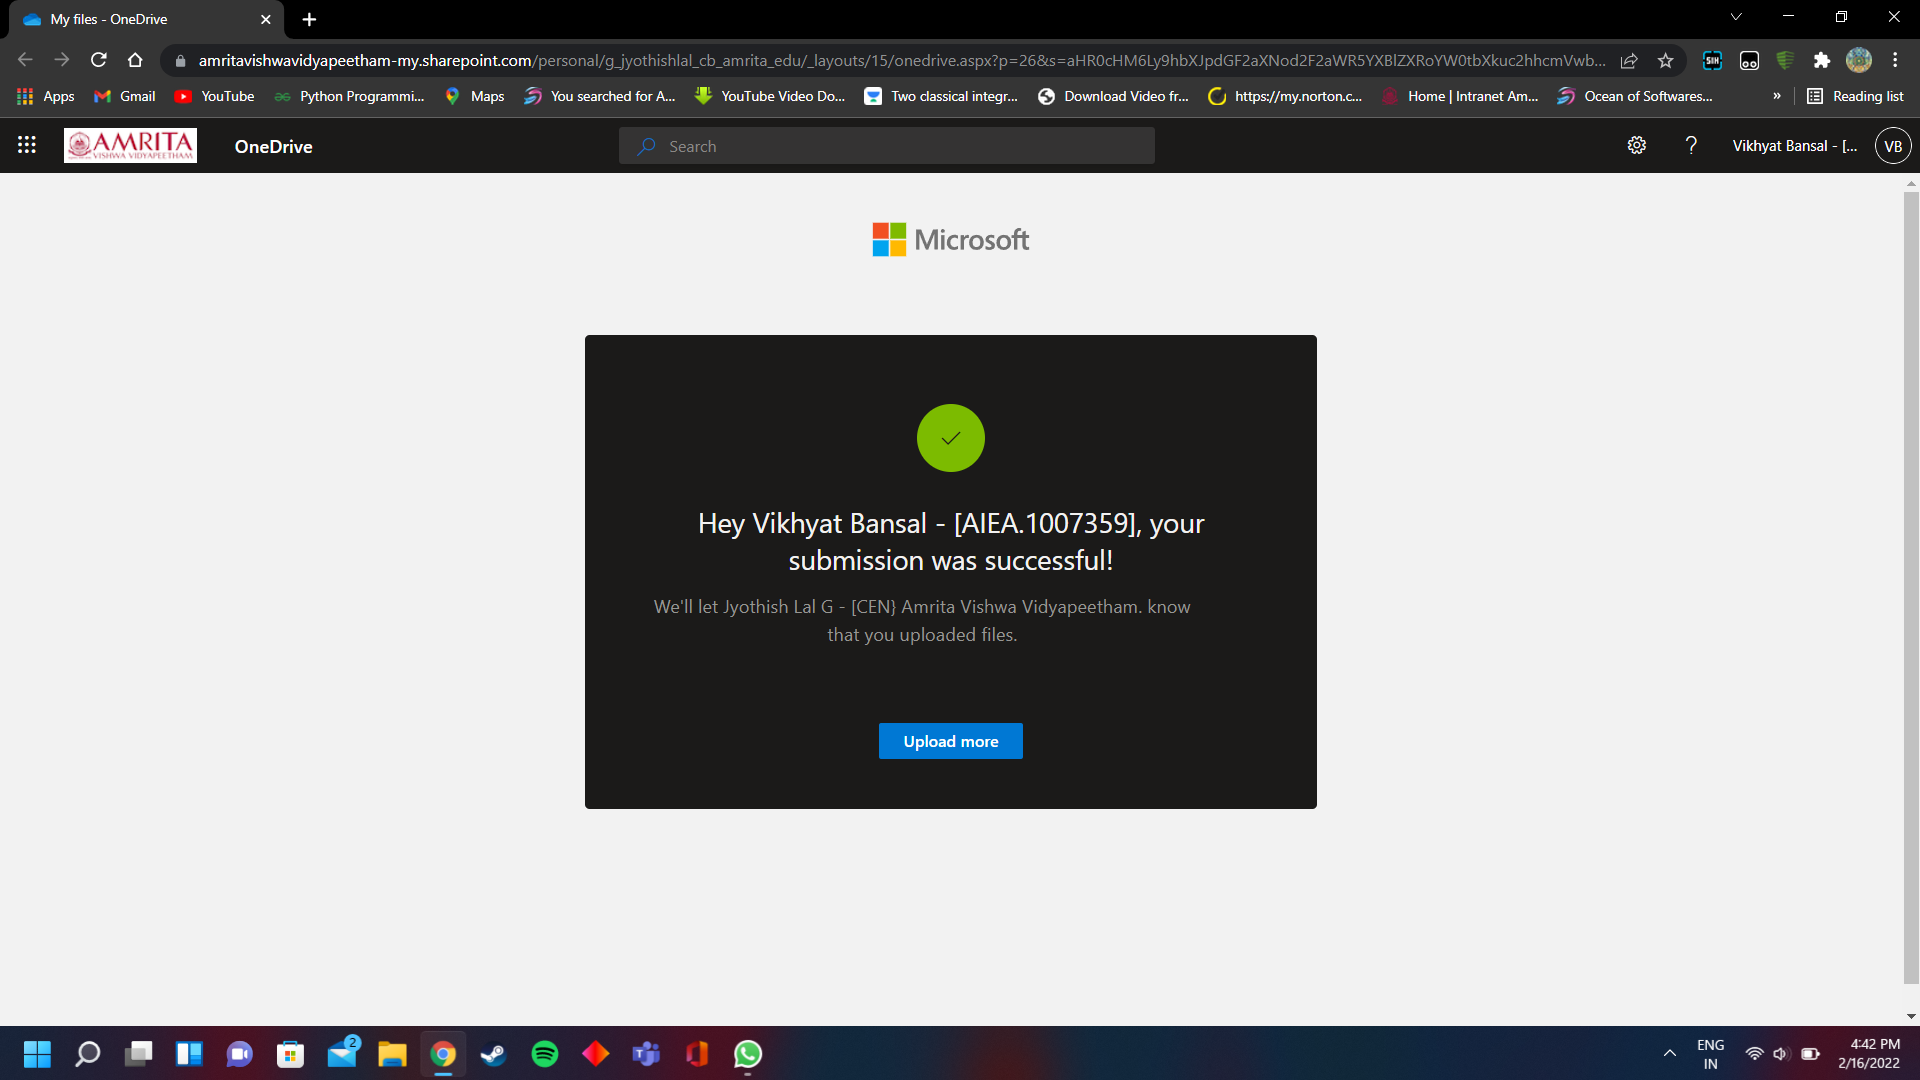 My files - OneDrive
amritavishwavidyapeetham-my.sharepoint.com/personal/g_jyothishlal_cb_amrita_edu/_layouts/15/onedrive.aspx?p=26&s=aHR0cHM6Ly9hbXJpdGF2aXNod2F2aWR5YXBlZXRoYW0tbXkuc2hhcmVwb...
SIH
Apps Gmail YouTube Python Programmi... Maps You searched for A... YouTube Video Do... Two classical integr... Download Video fr... https://my.norton.c... Home | Intranet Am... Ocean of Softwares... » Reading list
AMRITA
VISHWA VIDYAPEETHAM
OneDrive
Search
?
Vikhyat Bansal - [...
VB
Microsoft
Hey Vikhyat Bansal - [AIEA.1007359], your
submission was successful!
We'll let Jyothish Lal G - [CEN} Amrita Vishwa Vidyapeetham. know
that you uploaded files.
Upload more
2
ENG
IN
4:42 PM
2/16/2022